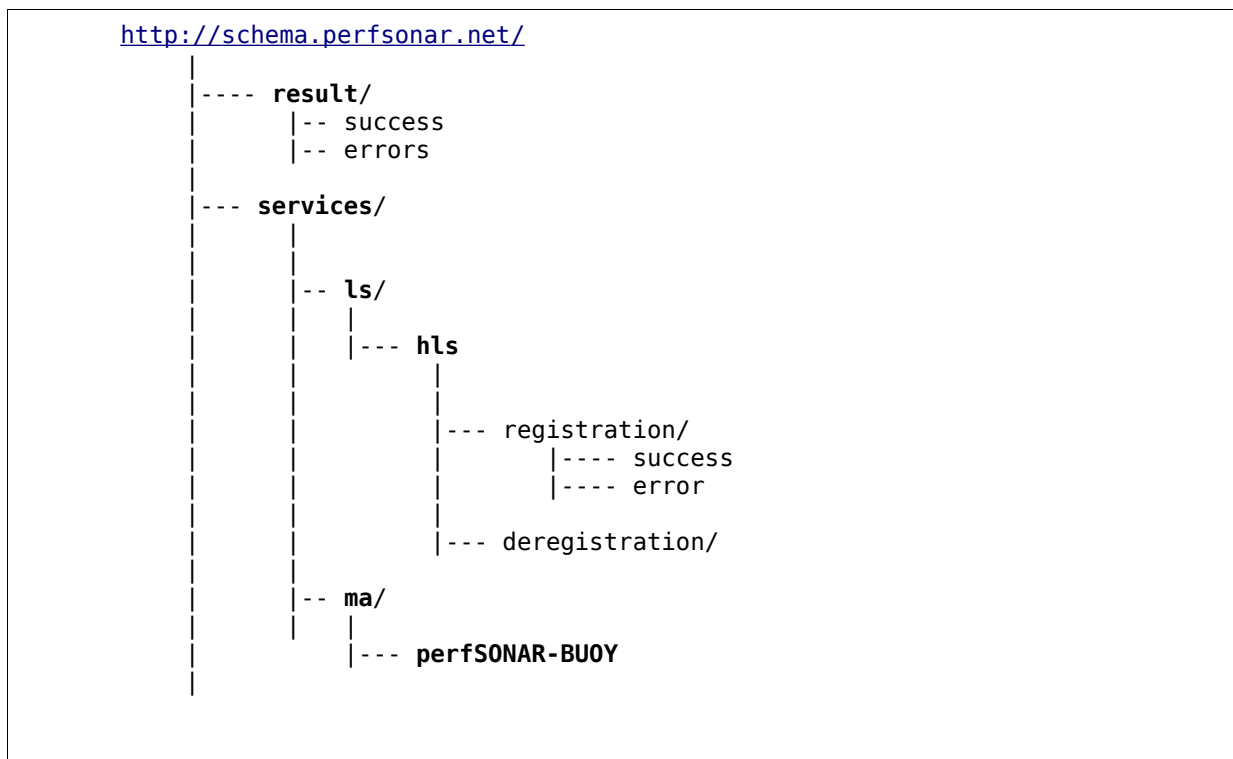 http://schema.perfsonar.net/
|
|---- result/
| |-- success
| |-- errors
|
|--- services/
| |
| |
| |-- ls/
| | |
| | |--- hls
| | |
| | |
| | |--- registration/
| | | |---- success
| | | |---- error
| | |
| | |--- deregistration/
| |
| |-- ma/
| | |
| |--- perfSONAR-BUOY
|